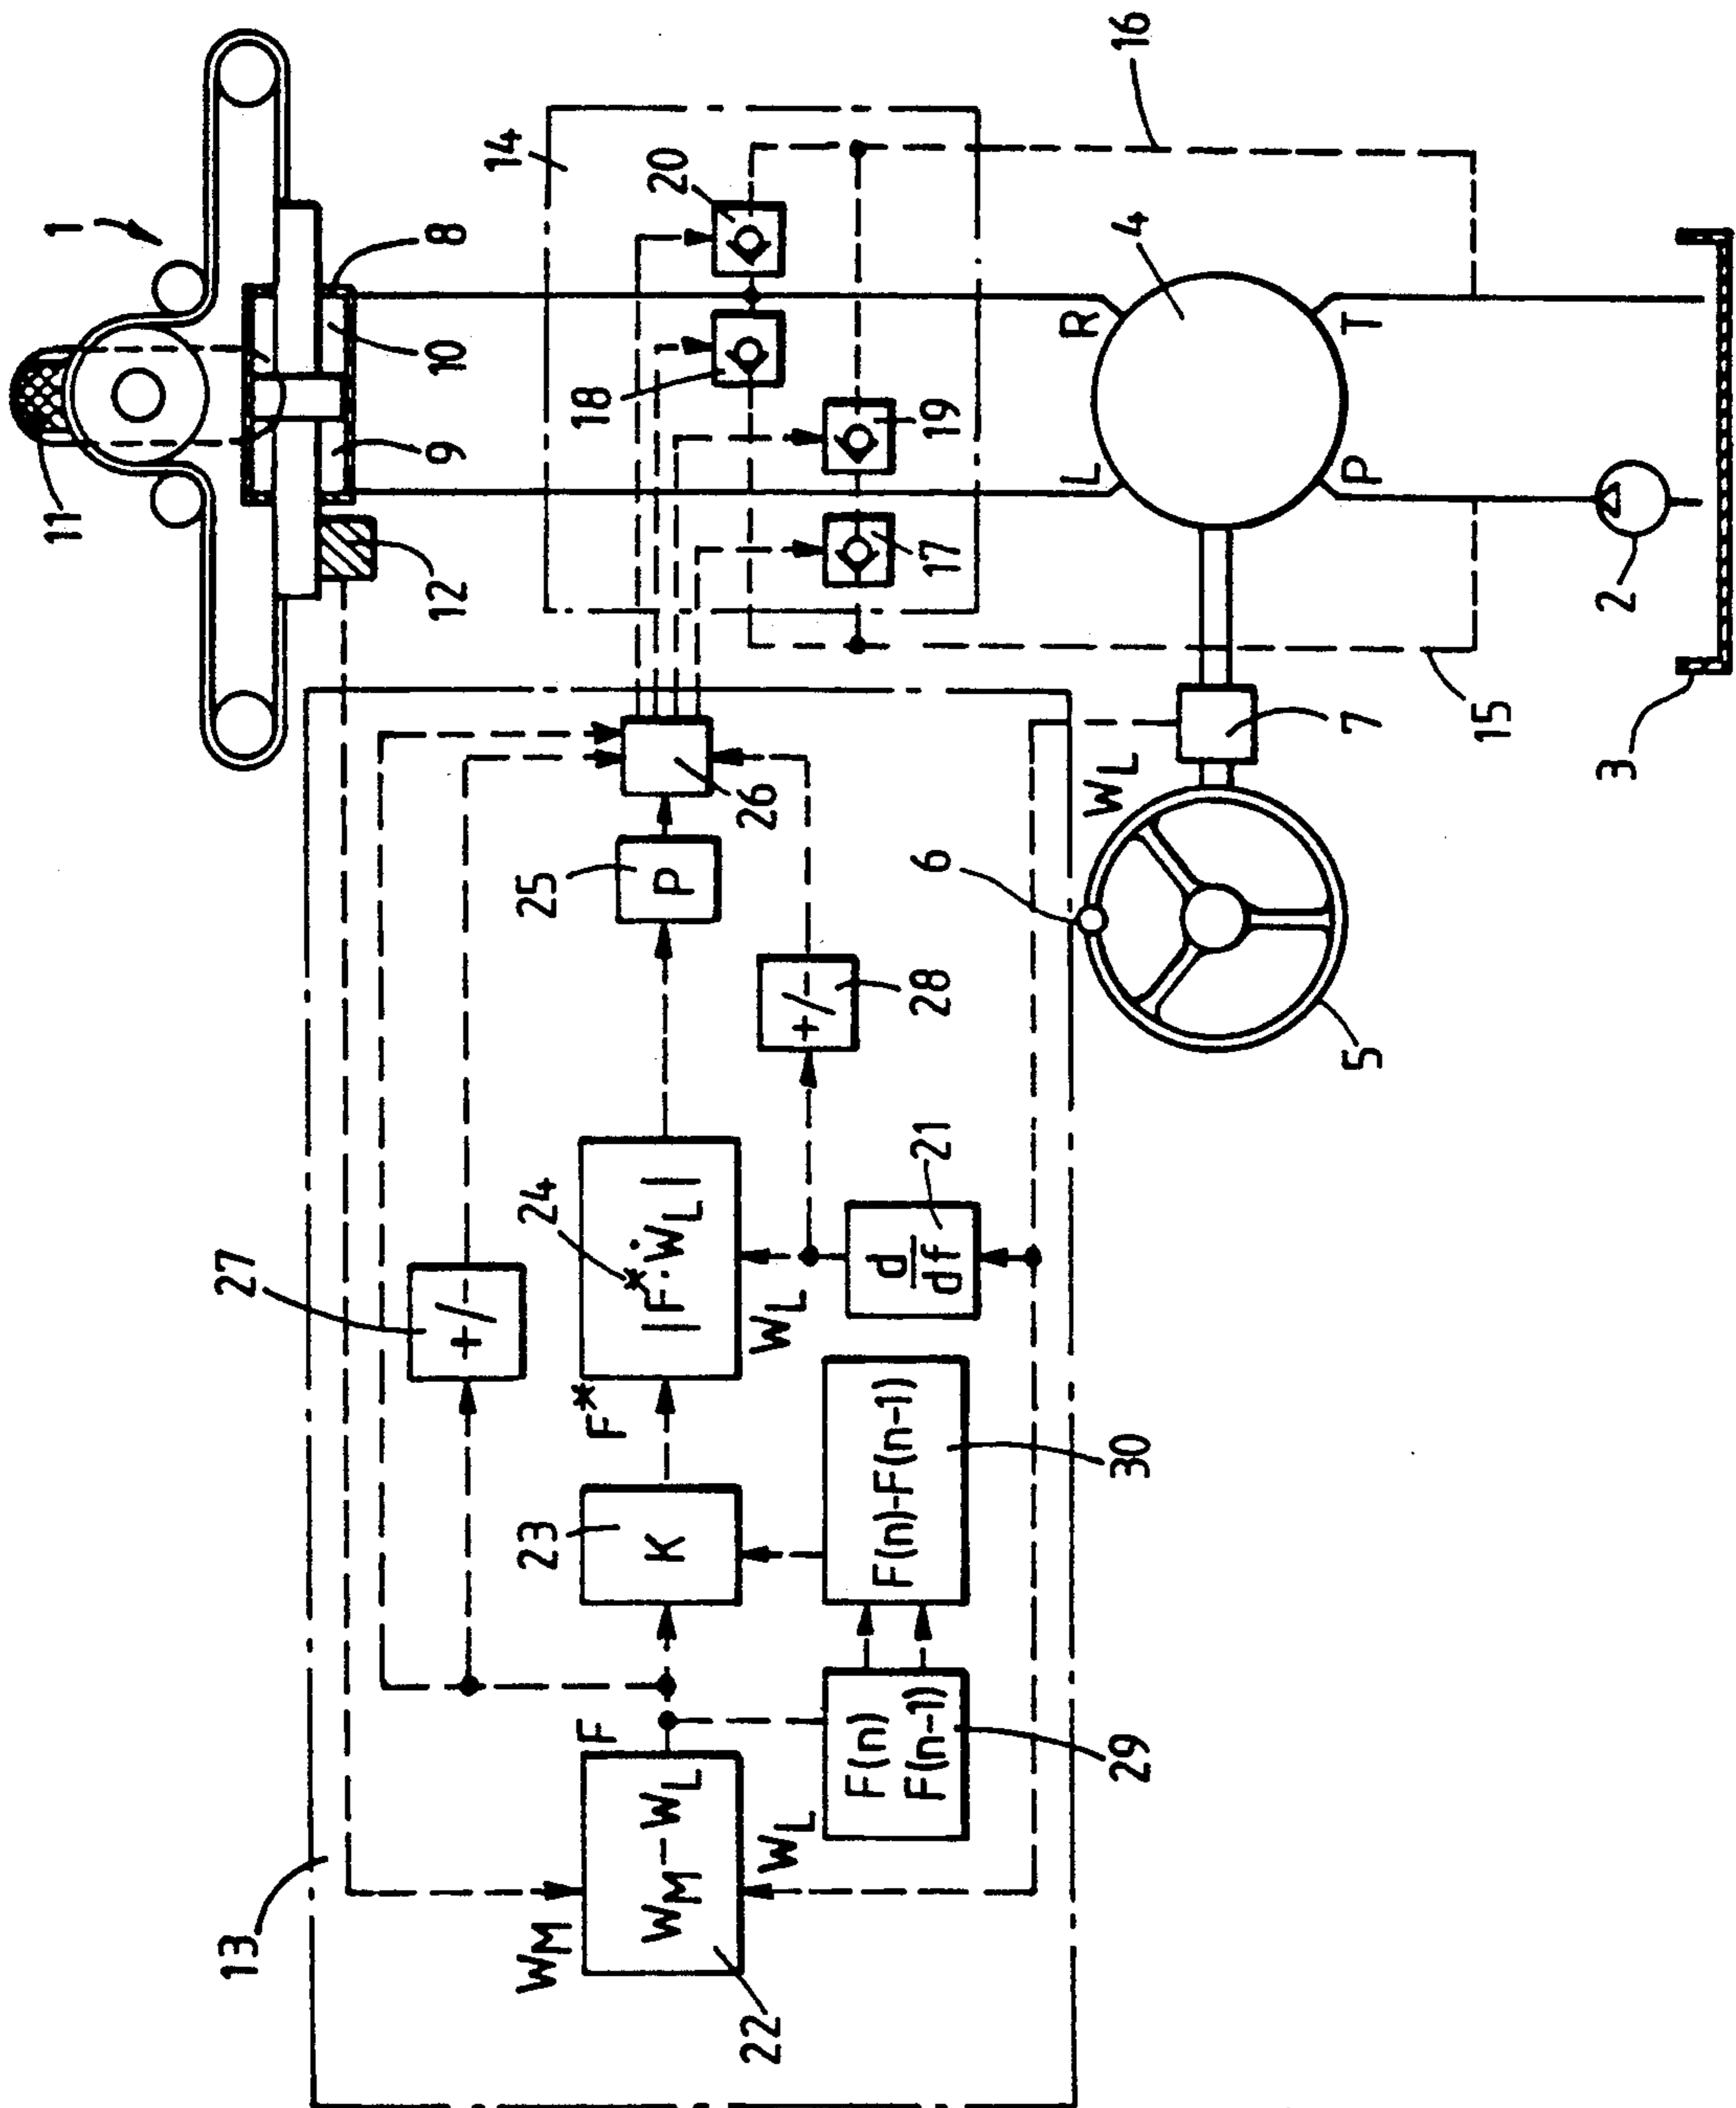 1
11
8
10
9
12
14
20
18
19
17
16
R
L
4
T
P
2
3
15
7
W_L
6
5
13
27
25
P
26
24
|F*·Ẇ_L|
F*
W_L
+/-
+/-
28
21
d/df
23
K
F(n)-F(n-1)
30
F
W_M
W_M-W_L
W_L
22
F(n)
F(n-1)
29